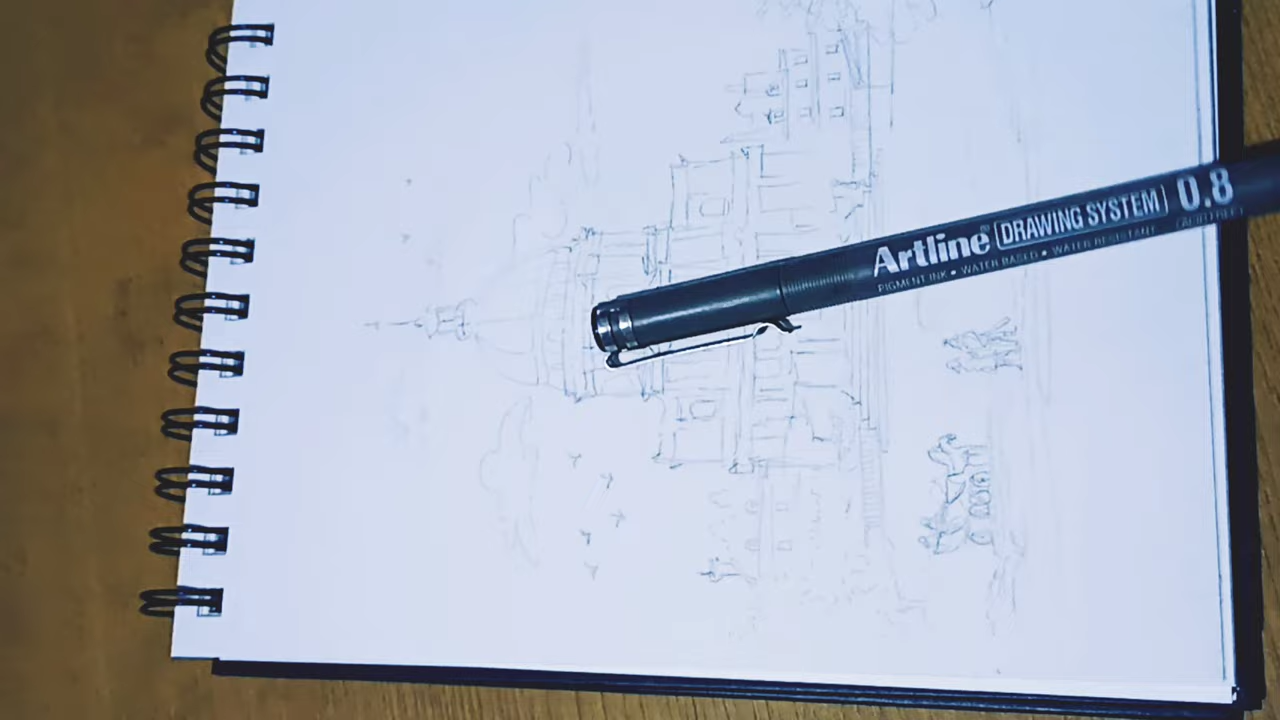 Artline® DRAWING SYSTEM 0.8
PIGMENT INK • WATER BASED • WATER RESISTANT